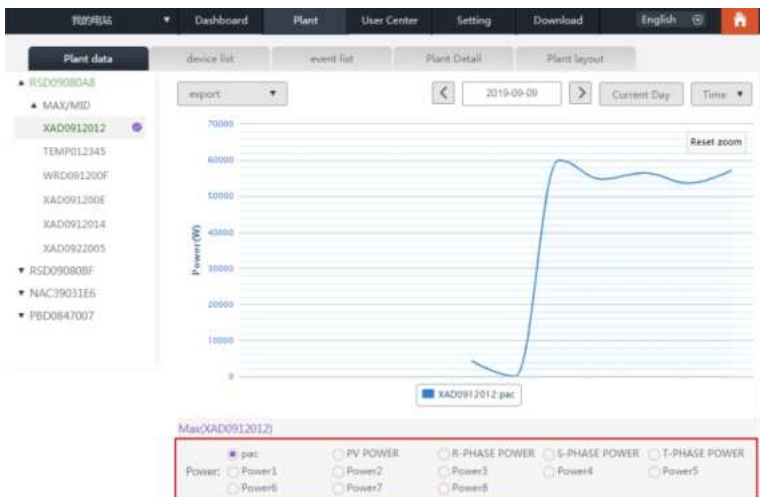 我的电站 ▼ Dashboard Plant User Center Setting Download English
Plant data device list event list Plant Detail Plant layout
▲ RSD09080A8
▲ MAX/MID
XAD0912012
TEMP012345
WRD091200F
XAD091200E
XAD0912014
XAD0922005
▼ RSD09080BF
▼ NAC39031E6
▼ PBD0847007
export ▼
< 2019-09-09 > Current Day Time ▼
Reset zoom
Power(W)
70000
60000
50000
40000
30000
20000
10000
0
XAD0912012:pac
Max(XAD0912012)
pac PV POWER R-PHASE POWER S-PHASE POWER T-PHASE POWER
Power: Power1 Power2 Power3 Power4 Power5
Power6 Power7 Power8